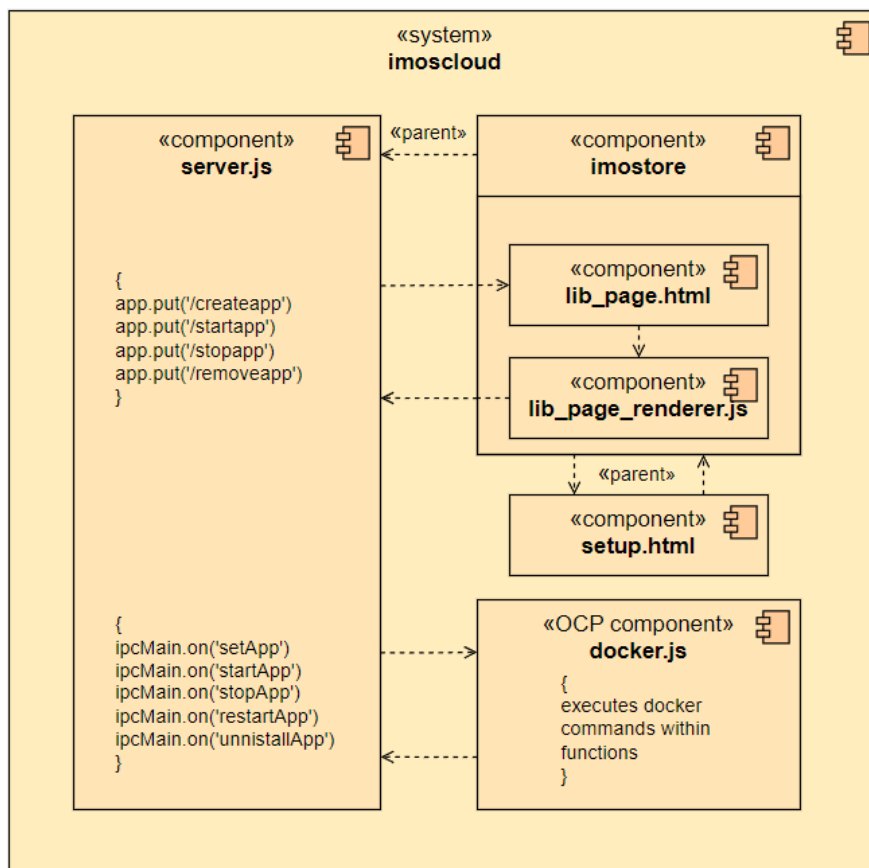 «system»
imoscloud
«component»
server.js
«parent»
«component»
imostore
{
app.put('/createapp')
app.put('/startapp')
app.put('/stopapp')
app.put('/removeapp')
}
«component»
lib_page.html
«component»
lib_page_renderer.js
«parent»
«component»
setup.html
{
ipcMain.on('setApp')
ipcMain.on('startApp')
ipcMain.on('stopApp')
ipcMain.on('restartApp')
ipcMain.on('unnistallApp')
}
«OCP component»
docker.js
{
executes docker
commands within
functions
}